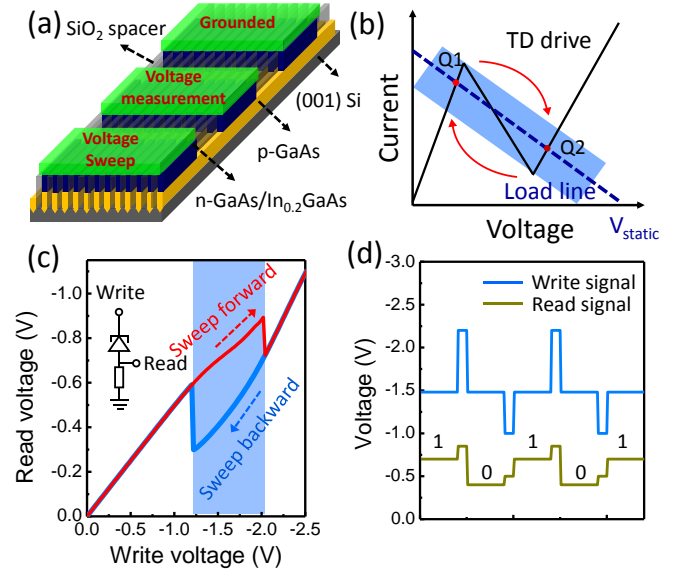 (a)
SiO2 spacer
Grounded
Voltage
measurement
Voltage
Sweep
(001) Si
p-GaAs
n-GaAs/In0.2GaAs
(b)
Current
Q1
TD drive
Q2
Load line
Voltage
Vstatic
(c)
Read voltage (V)
-1.0
-0.8
-0.6
-0.4
-0.2
0.0
Write
Read
Sweep forward
Sweep backward
0.0 -0.5 -1.0 -1.5 -2.0 -2.5
Write voltage (V)
(d)
Voltage (V)
-3.0
-2.5
-2.0
-1.5
-1.0
-0.5
-0.0
Write signal
Read signal
1 0 1 0 1